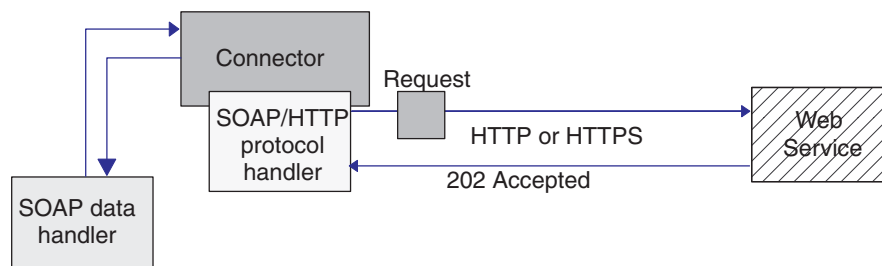 Connector
Request
SOAP/HTTP
protocol
handler
HTTP or HTTPS
Web
Service
202 Accepted
SOAP data
handler